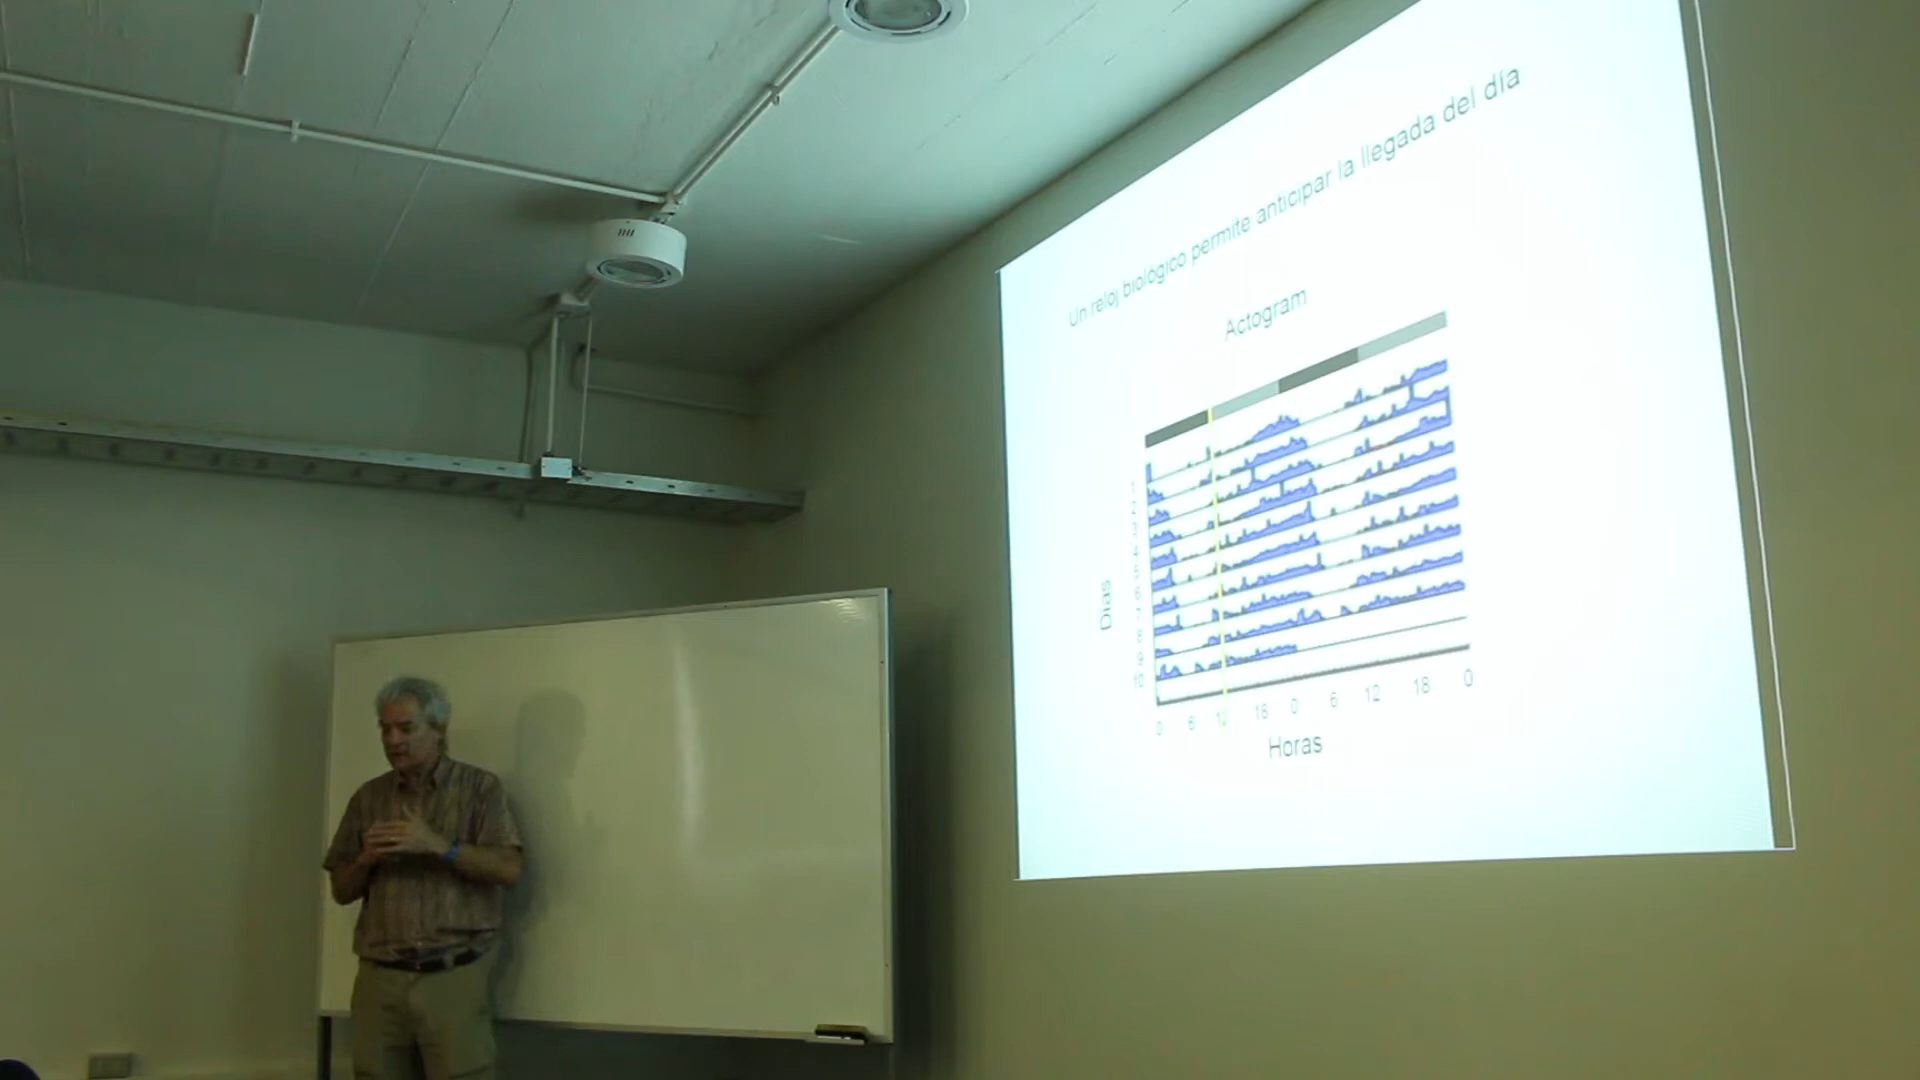 Un reloj biológico permite anticipar la llegada del día
Actogram
Días
2
3
4
5
6
7
8
9
10
0 6 12 18 0 6 12 18 0
Horas